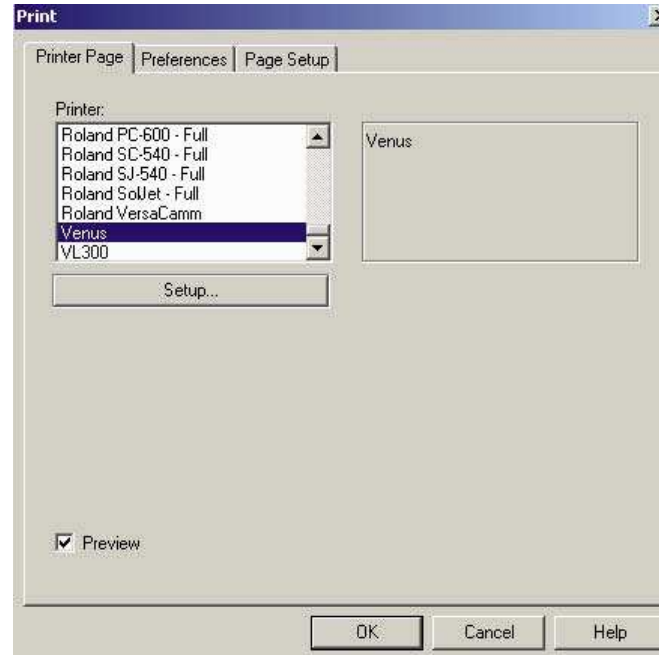 Print
Printer Page Preferences Page Setup
Printer:
Roland PC-600 - Full
Roland SC-540 - Full
Roland SJ-540 - Full
Roland SolJet - Full
Roland VersaCamm
Venus
VL300
Venus
Setup...
Preview
OK Cancel Help